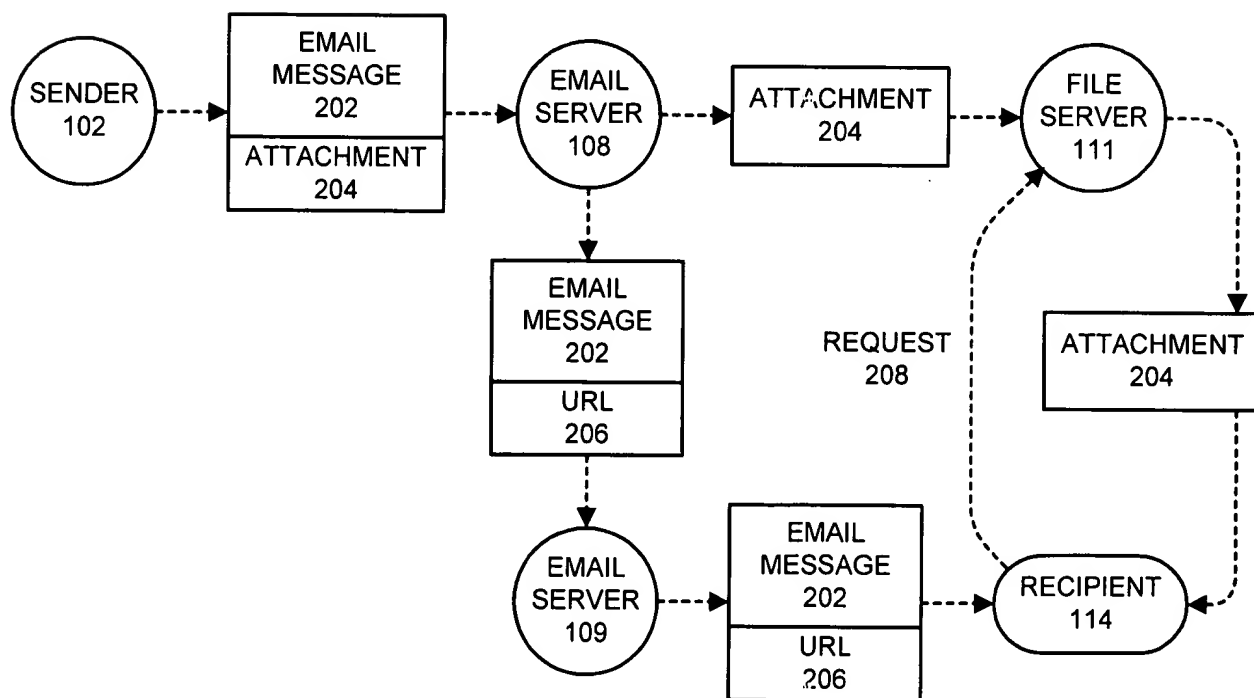 SENDER
102
EMAIL
MESSAGE
202
ATTACHMENT
204
EMAIL
SERVER
108
ATTACHMENT
204
FILE
SERVER
111
EMAIL
MESSAGE
202
URL
206
REQUEST
208
ATTACHMENT
204
EMAIL
SERVER
109
EMAIL
MESSAGE
202
URL
206
RECIPIENT
114